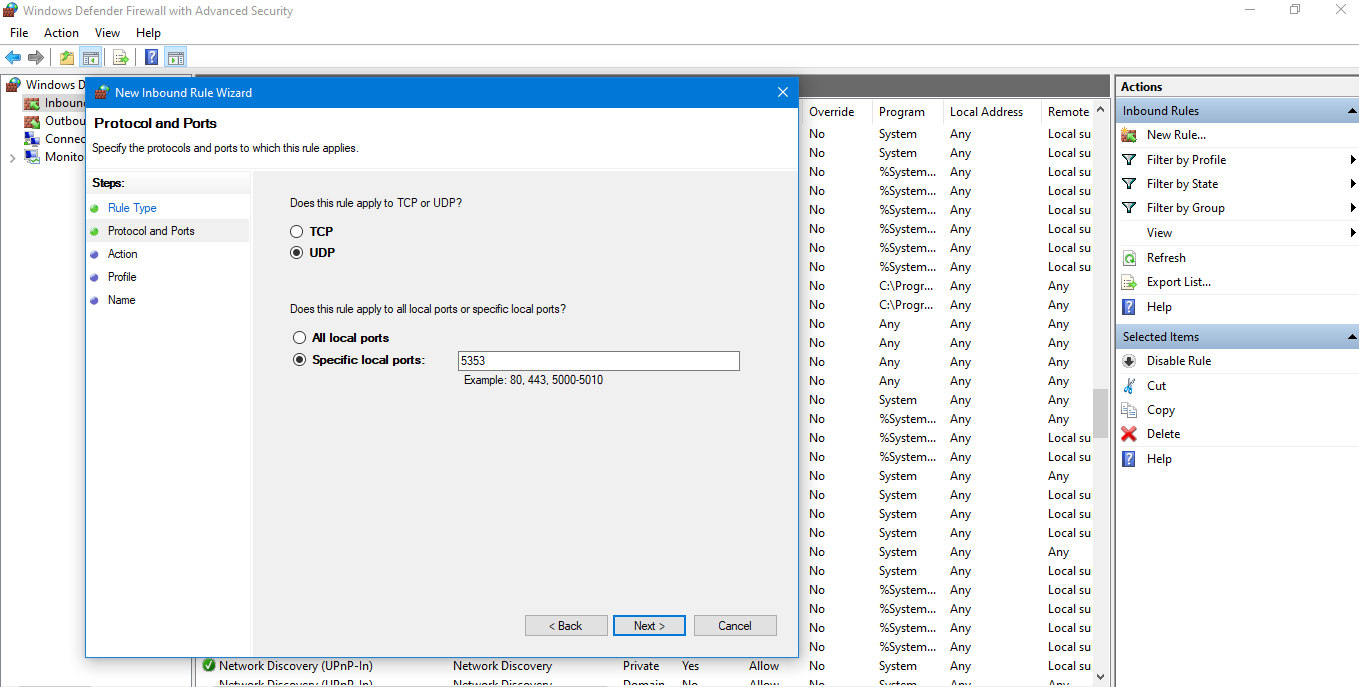 Windows Defender Firewall with Advanced Security
File Action View Help
Windows D
Inboun
Outbou
Connec
Monito
New Inbound Rule Wizard
Protocol and Ports
Specify the protocols and ports to which this rule applies.
Steps:
Rule Type
Protocol and Ports
Action
Profile
Name
Does this rule apply to TCP or UDP?
TCP
UDP
Does this rule apply to all local ports or specific local ports?
All local ports
Specific local ports: 5353
Example: 80, 443, 5000-5010
< Back Next > Cancel
Override Program Local Address Remote
No System Any Local su
No System Any Local su
No %System... Any Local su
No %System... Any Local su
No %System... Any Local su
No %System... Any Local su
No %System... Any Local su
No %System... Any Local su
No C:\Progr... Any Any
No C:\Progr... Any Any
No Any Any Any
No Any Any Any
No Any Any Any
No Any Any Any
No System Any Any
No %System... Any Any
No %System... Any Local su
No %System... Any Local su
No System Any Any
No System Any Local su
No System Any Local su
No System Any Local su
No System Any Any
No System Any Local su
No %System... Any Local su
No %System... Any Local su
No %System... Any Local su
No %System... Any Local su
Network Discovery (UPnP-In) Network Discovery Private Yes Allow No System Any Local su
Network Discovery (UPnP-In) Network Discovery Domain No Allow No System Any Local su
Actions
Inbound Rules
New Rule...
Filter by Profile
Filter by State
Filter by Group
View
Refresh
Export List...
Help
Selected Items
Disable Rule
Cut
Copy
Delete
Help